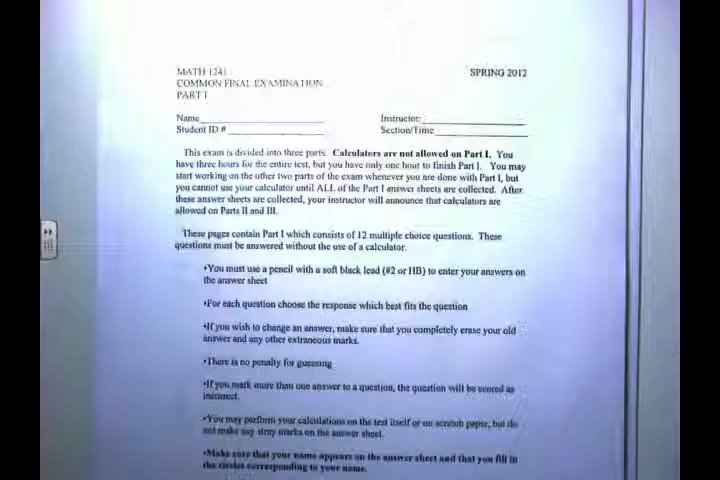 MATH 1241
SPRING 2012
COMMON FINAL EXAMINATION
PART I
Name
Instructor:
Student ID #
Section/Time
This exam is divided into three parts. Calculators are not allowed on Part I. You
have three hours for the entire test, but you have only one hour to finish Part I. You may
start working on the other two parts of the exam whenever you are done with Part I, but
you cannot use your calculator until ALL of the Part I answer sheets are collected. After
these answer sheets are collected, your instructor will announce that calculators are
allowed on Parts II and III.
These pages contain Part I which consists of 12 multiple choice questions. These
questions must be answered without the use of a calculator.
•You must use a pencil with a soft black lead (#2 or HB) to enter your answers on
the answer sheet
•For each question choose the response which best fits the question
•If you wish to change an answer, make sure that you completely erase your old
answer and any other extraneous marks.
•There is no penalty for guessing
•If you mark more than one answer to a question, the question will be scored as
incorrect.
•You may perform your calculations on the test itself or on scratch paper, but do
not make any stray marks on the answer sheet.
•Make sure that your name appears on the answer sheet and that you fill in
the circles corresponding to your name.